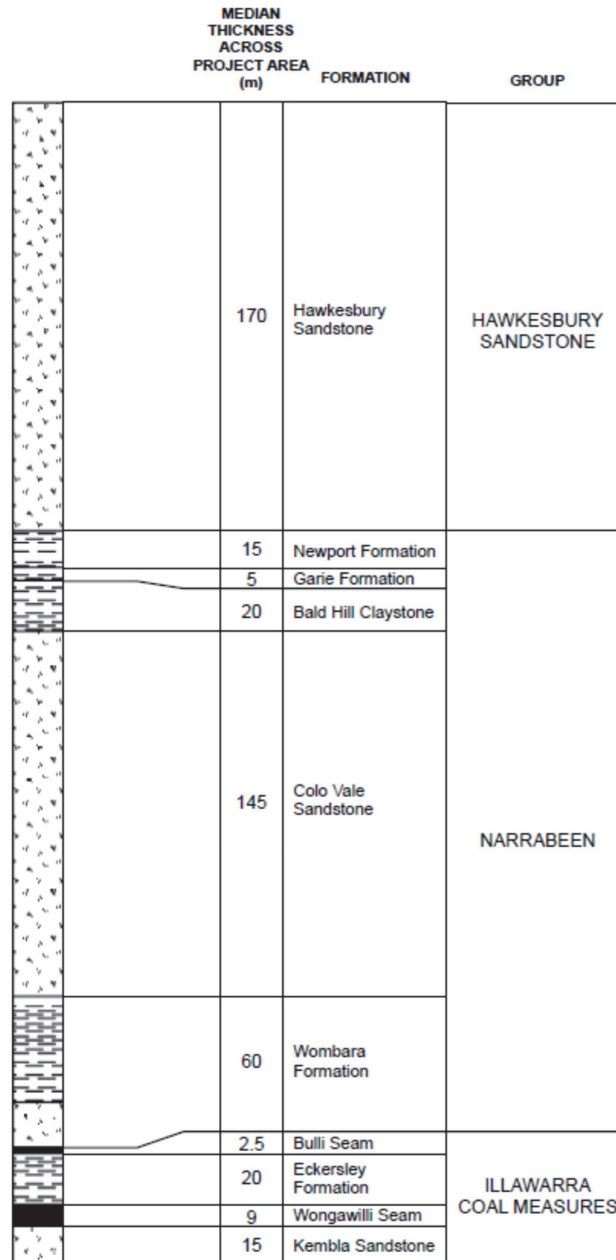 MEDIAN
THICKNESS
ACROSS
PROJECT AREA
(m)
FORMATION
GROUP
170
Hawkesbury
Sandstone
HAWKESBURY
SANDSTONE
15
Newport Formation
5
Garie Formation
20
Bald Hill Claystone
145
Colo Vale
Sandstone
NARRABEEN
60
Wombara
Formation
2.5
Bulli Seam
20
Eckersley
Formation
ILLAWARRA
COAL MEASURES
9
Wongawilli Seam
15
Kembla Sandstone